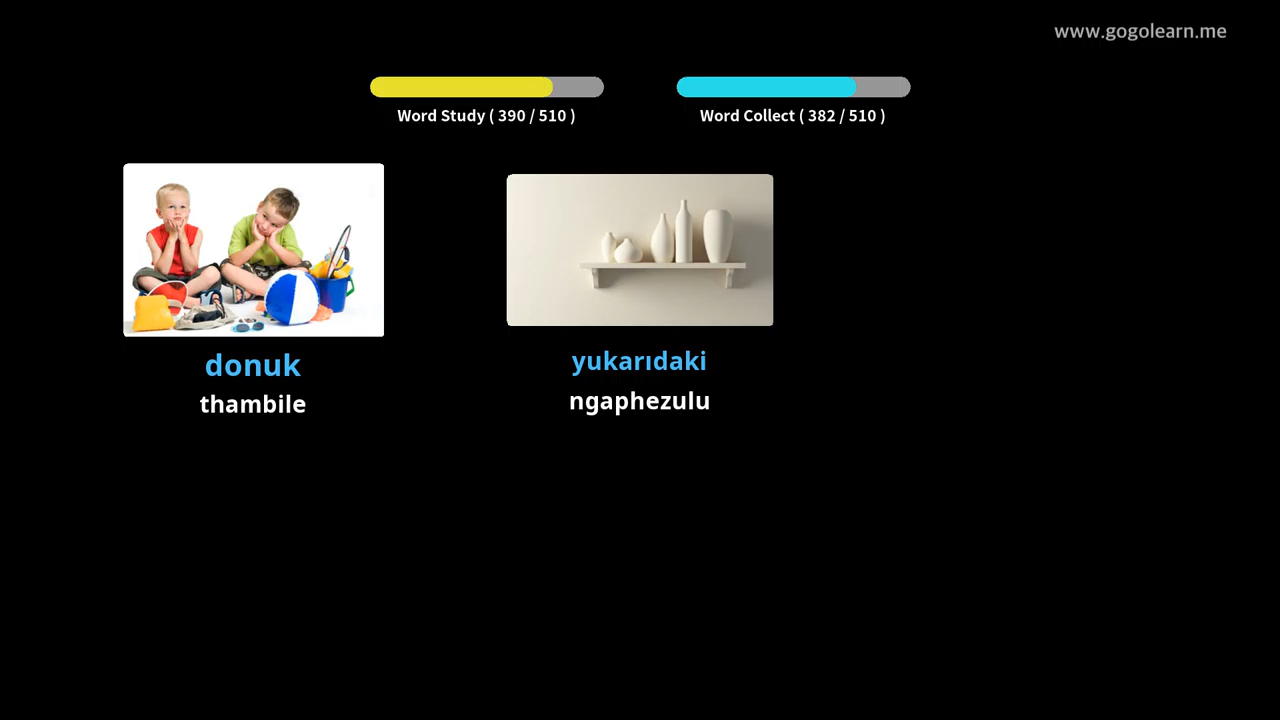 www.gogolearn.me
Word Study ( 390 / 510 )
Word Collect ( 382 / 510 )
donuk
thambile
yukarıdaki
ngaphezulu